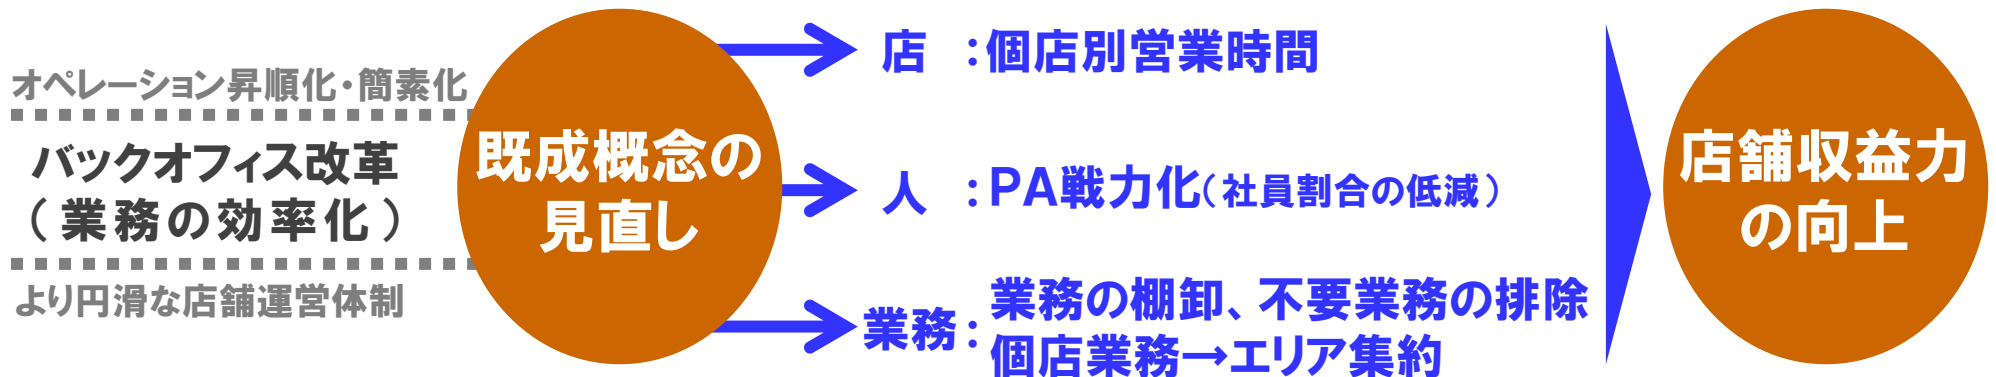 オペレーション昇順化・簡素化
バックオフィス改革
（業務の効率化）
より円滑な店舗運営体制
既成概念の
見直し
店　：個店別営業時間
人　：PA戦力化（社員割合の低減）
業務：業務の棚卸、不要業務の排除
個店業務→エリア集約
店舗収益力
の向上